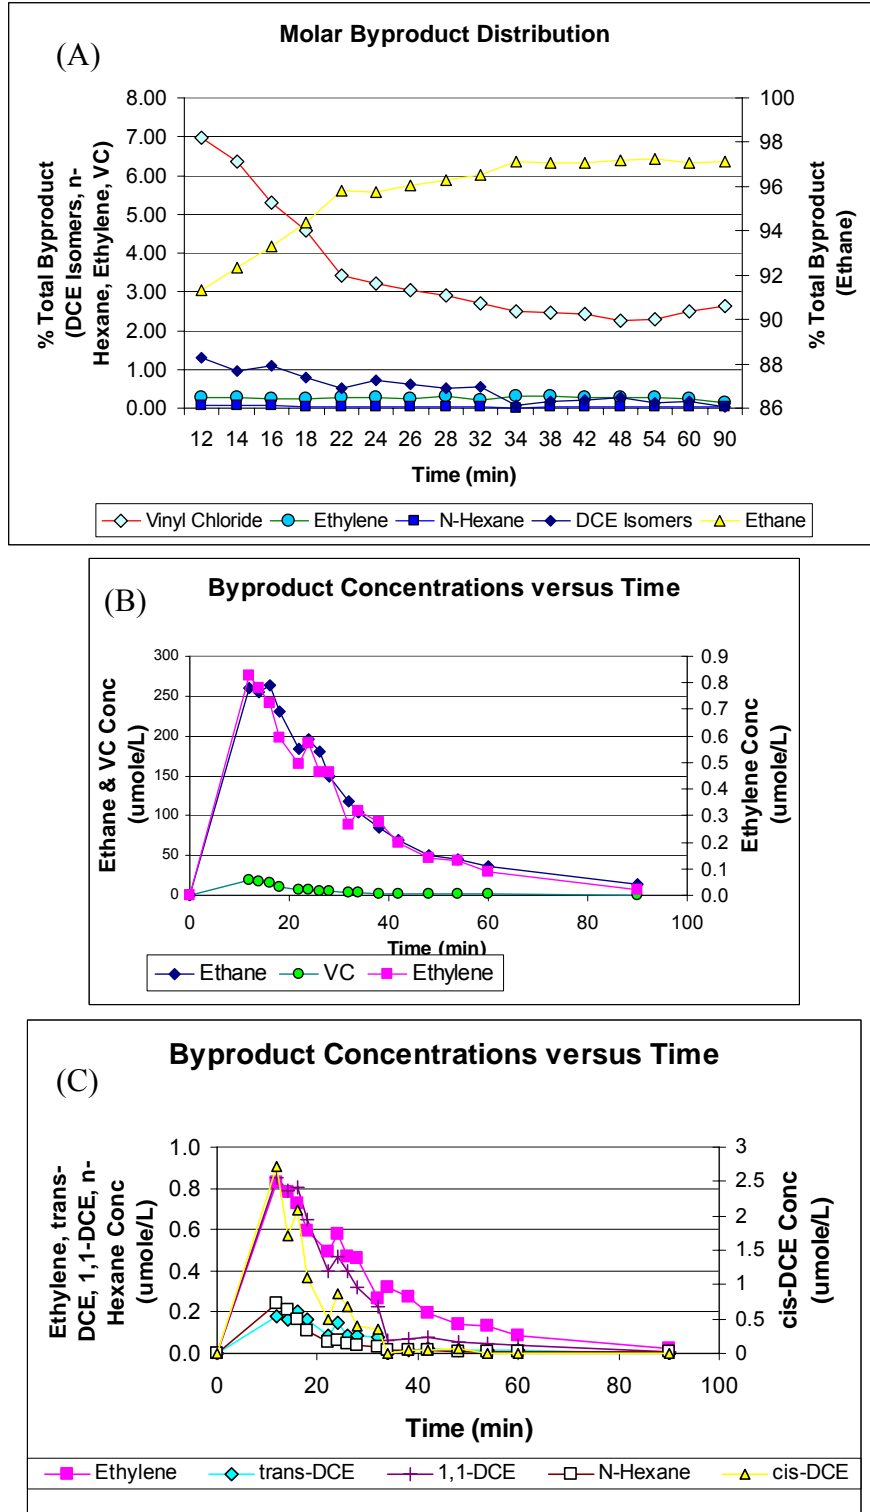 (A)
Molar Byproduct Distribution
% Total Byproduct
(DCE Isomers, n-
Hexane, Ethylene, VC)
8.00
7.00
6.00
5.00
4.00
3.00
2.00
1.00
0.00
100
98
96
94
92
90
88
86
% Total Byproduct
(Ethane)
12 14 16 18 22 24 26 28 32 34 38 42 48 54 60 90
Time (min)
Vinyl Chloride Ethylene N-Hexane DCE Isomers Ethane
(B)
Byproduct Concentrations versus Time
Ethane & VC Conc
(umole/L)
300
250
200
150
100
50
0
0.9
0.8
0.7
0.6
0.5
0.4
0.3
0.2
0.1
0.0
Ethylene Conc
(umole/L)
0 20 40 60 80 100
Time (min)
Ethane VC Ethylene
(C)
Byproduct Concentrations versus Time
Ethylene, trans-
DCE, 1,1-DCE, n-
Hexane Conc
(umole/L)
1.0
0.8
0.6
0.4
0.2
0.0
3
2.5
2
1.5
1
0.5
0
cis-DCE Conc
(umole/L)
0 20 40 60 80 100
Time (min)
Ethylene trans-DCE 1,1-DCE N-Hexane cis-DCE